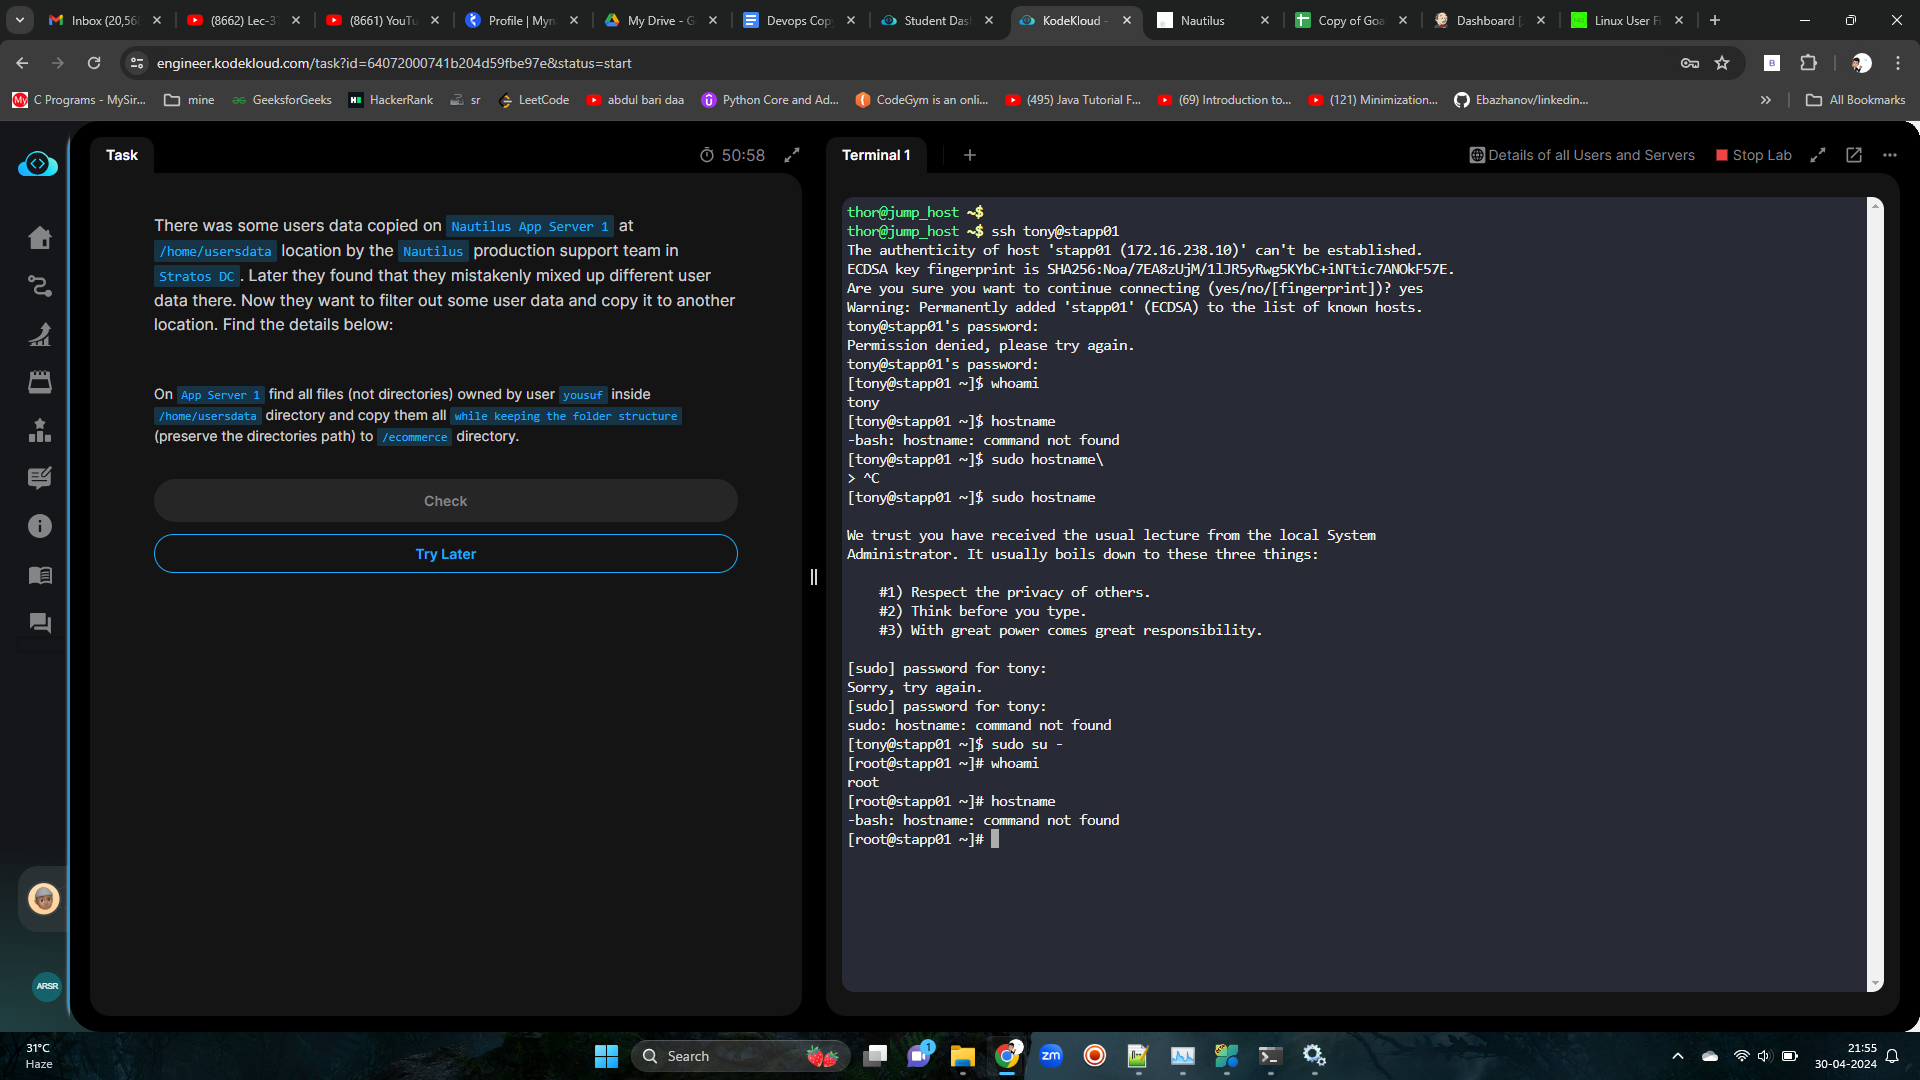 Inbox (20,56
(8662) Lec-3
(8661) YouTu
Profile | Myn
My Drive - G
Devops Cop
Student Das
KodeKloud -
Nautilus
Copy of Goa
Dashboard [
Linux User Fi
engineer.kodekloud.com/task?id=64072000741b204d59fbe97e&status=start
C Programs - MySir...
mine
GeeksforGeeks
HackerRank
sr
LeetCode
abdul bari daa
Python Core and Ad...
CodeGym is an onli...
(495) Java Tutorial F...
(69) Introduction to...
(121) Minimization...
Ebazhanov/linkedin...
All Bookmarks
Task
50:58
There was some users data copied on Nautilus App Server 1 at
/home/usersdata location by the Nautilus production support team in
Stratos DC. Later they found that they mistakenly mixed up different user
data there. Now they want to filter out some user data and copy it to another
location. Find the details below:
On App Server 1 find all files (not directories) owned by user yousuf inside
/home/usersdata directory and copy them all while keeping the folder structure
(preserve the directories path) to /ecommerce directory.
Check
Try Later
ARSR
Terminal 1
Details of all Users and Servers
Stop Lab
thor@jump_host ~$
thor@jump_host ~$ ssh tony@stapp01
The authenticity of host 'stapp01 (172.16.238.10)' can't be established.
ECDSA key fingerprint is SHA256:Noa/7EA8zUjM/1lJR5yRwg5KYbC+iNTtic7ANOkF57E.
Are you sure you want to continue connecting (yes/no/[fingerprint])? yes
Warning: Permanently added 'stapp01' (ECDSA) to the list of known hosts.
tony@stapp01's password:
Permission denied, please try again.
tony@stapp01's password:
[tony@stapp01 ~]$ whoami
tony
[tony@stapp01 ~]$ hostname
-bash: hostname: command not found
[tony@stapp01 ~]$ sudo hostname\
> ^C
[tony@stapp01 ~]$ sudo hostname
We trust you have received the usual lecture from the local System
Administrator. It usually boils down to these three things:
#1) Respect the privacy of others.
#2) Think before you type.
#3) With great power comes great responsibility.
[sudo] password for tony:
Sorry, try again.
[sudo] password for tony:
sudo: hostname: command not found
[tony@stapp01 ~]$ sudo su -
[root@stapp01 ~]# whoami
root
[root@stapp01 ~]# hostname
-bash: hostname: command not found
[root@stapp01 ~]#
31°C
Haze
Search
1
zm
21:55
30-04-2024